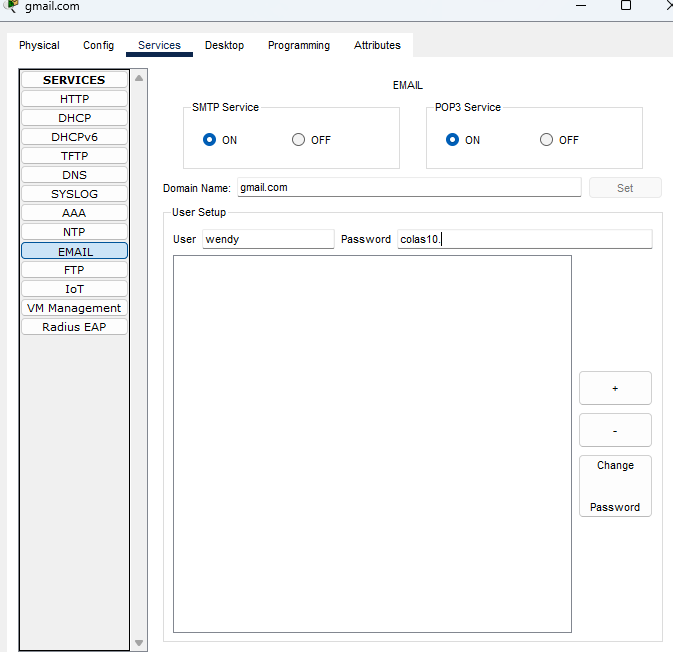 gmail.com
Physical Config Services Desktop Programming Attributes
SERVICES
HTTP
DHCP
DHCPv6
TFTP
DNS
SYSLOG
AAA
NTP
EMAIL
FTP
IoT
VM Management
Radius EAP
EMAIL
SMTP Service
ON OFF
POP3 Service
ON OFF
Domain Name: gmail.com Set
User Setup
User wendy Password colas10.
+
-
Change
Password